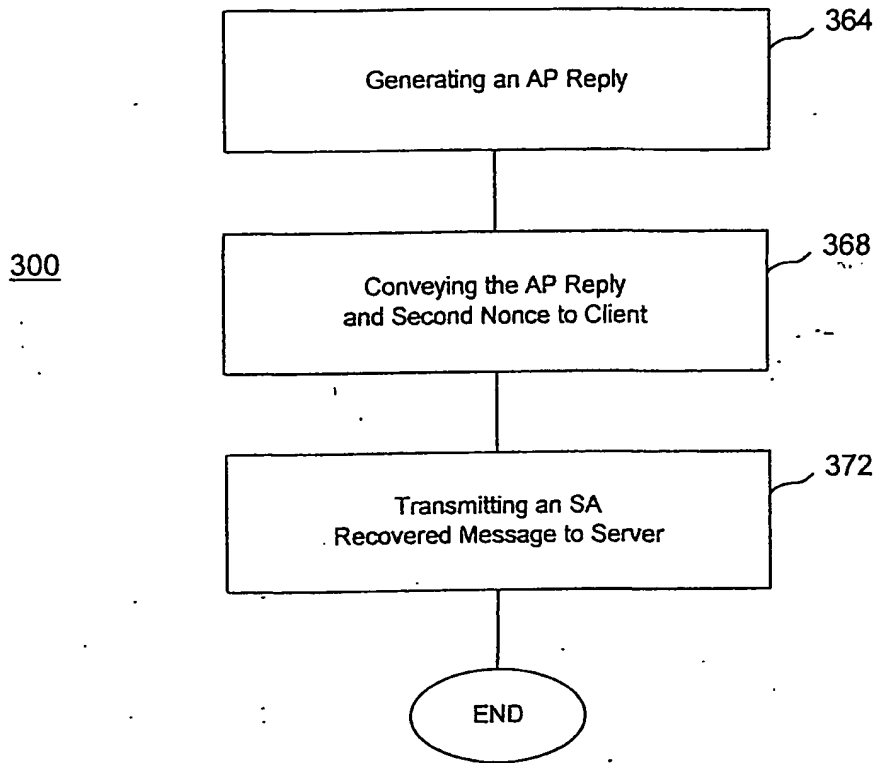 364
Generating an AP Reply
300
368
Conveying the AP Reply
and Second Nonce to Client
372
Transmitting an SA
Recovered Message to Server
END